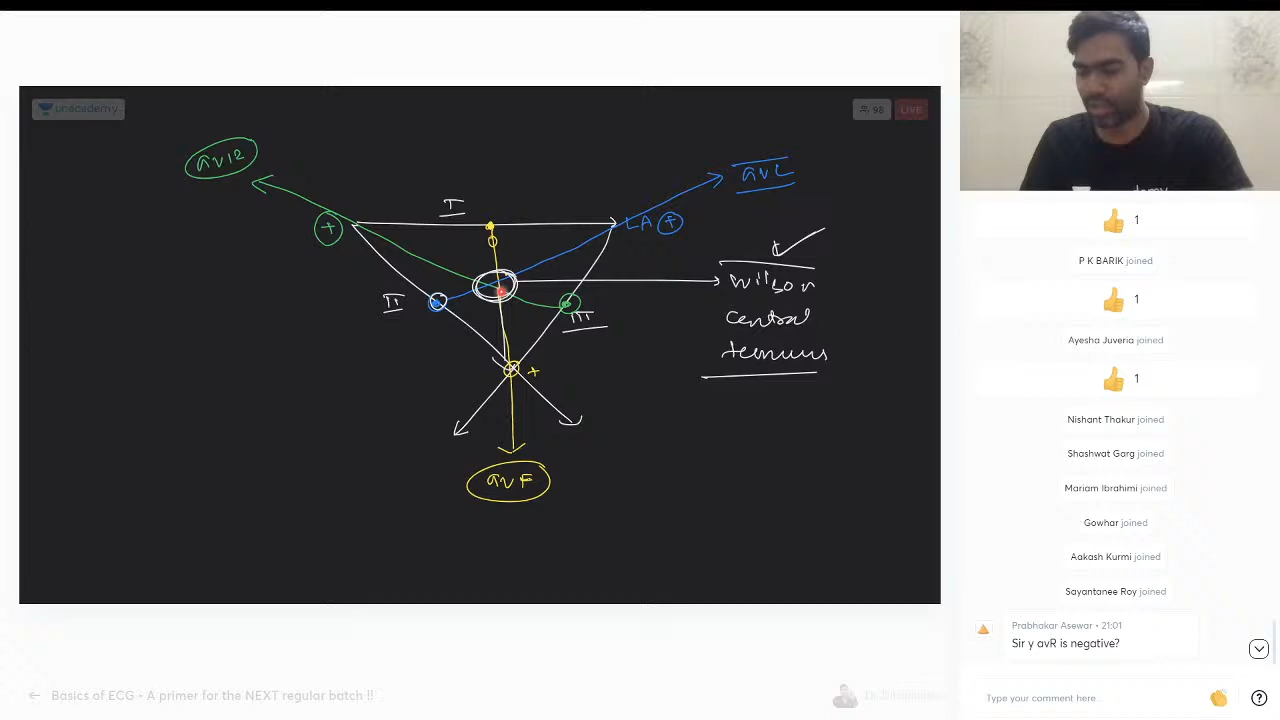 unacademy
98
LIVE
avR
avL
I
+
LA +
II
III
Wilson
central
terminus
+
avF
P K BARIK joined
1
1
Ayesha Juveria joined
1
Nishant Thakur joined
Shashwat Garg joined
Mariam Ibrahimi joined
Gowhar joined
Aakash Kurmi joined
Sayantanee Roy joined
Prabhakar Asewar • 21:01
Sir y avR is negative?
Basics of ECG - A primer for the NEXT regular batch !!
Type your comment here...